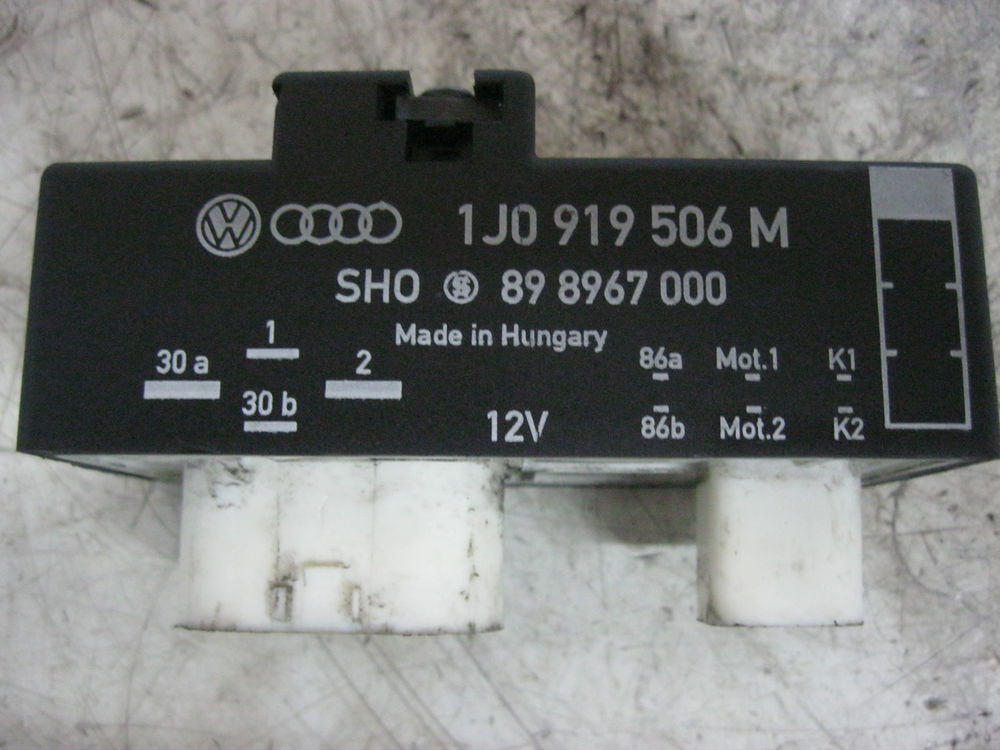 1J0 919 506 M
SHO 89 8967 000
Made in Hungary
1
30 a
2
30 b
12V
86a Mot.1 K1
86b Mot.2 K2